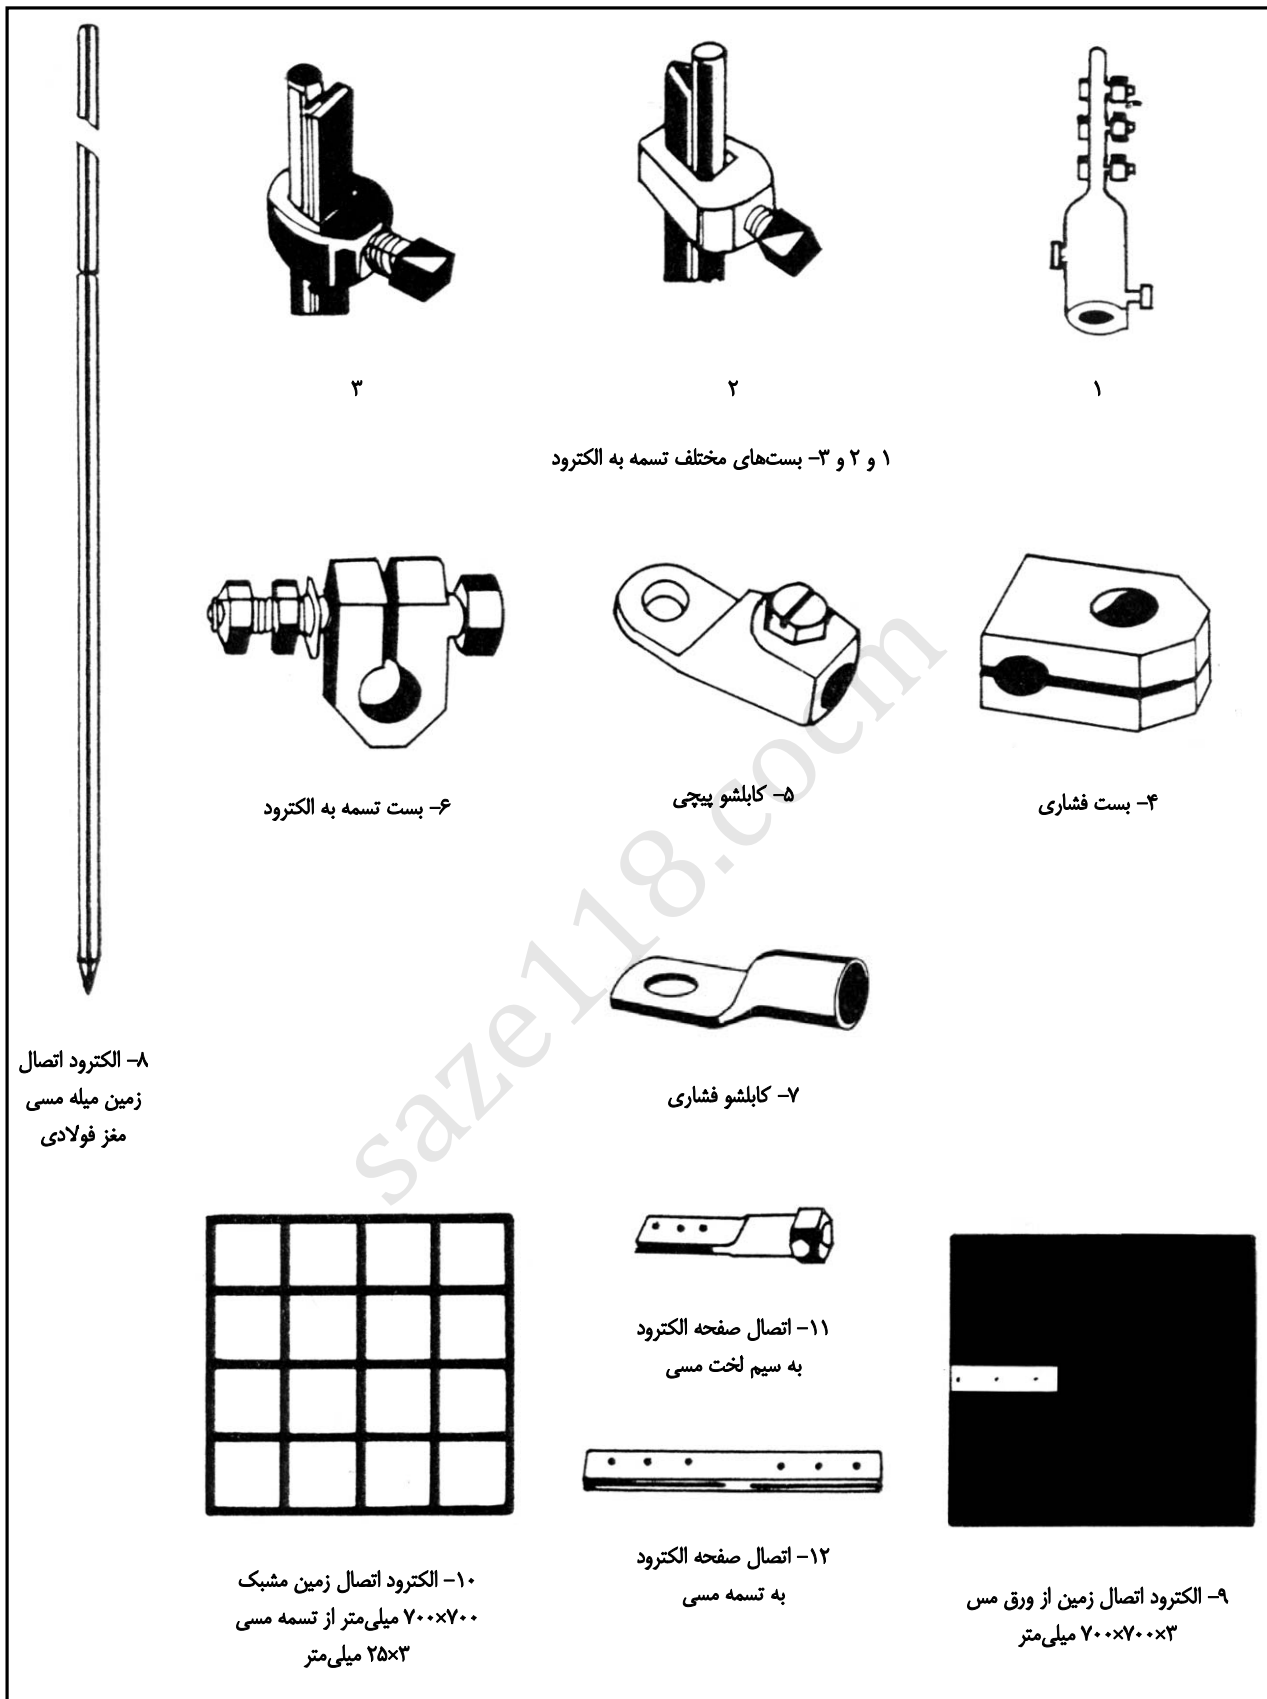 ۱
۲
۳
۱ و ۲ و ۳- بست‌های مختلف تسمه به الکترود
۴- بست فشاری
۵- کابلشو پیچی
۶- بست تسمه به الکترود
۷- کابلشو فشاری
۸- الکترود اتصال
زمین میله مسی
مغز فولادی
۹- الکترود اتصال زمین از ورق مس
۷۰۰×۷۰۰×۳ میلی‌متر
۱۱- اتصال صفحه الکترود
به سیم لخت مسی
۱۲- اتصال صفحه الکترود
به تسمه مسی
۱۰- الکترود اتصال زمین مشبک
۷۰۰×۷۰۰ میلی‌متر از تسمه مسی
۲۵×۳ میلی‌متر
saze118.cocm